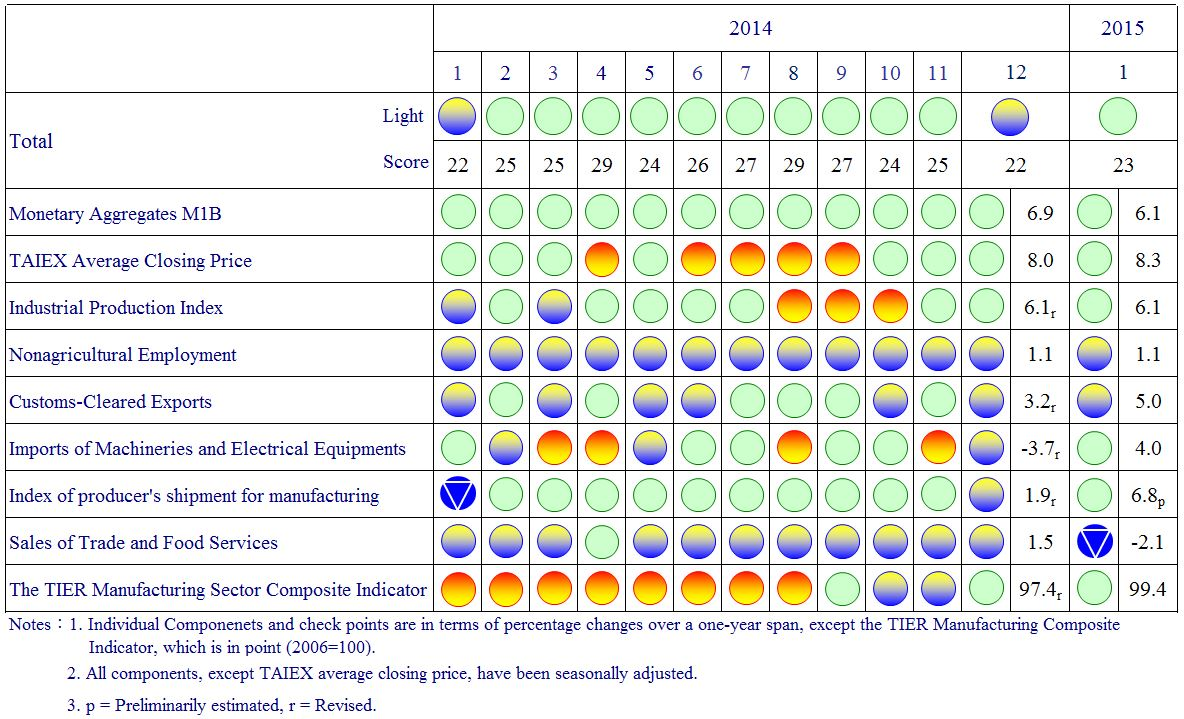 2014 2015
1 2 3 4 5 6 7 8 9 10 11 12 1
Light
Total
Score 22 25 25 29 24 26 27 29 27 24 25 22 23
Monetary Aggregates M1B 6.9 6.1
TAIEX Average Closing Price 8.0 8.3
Industrial Production Index 6.1r 6.1
Nonagricultural Employment 1.1 1.1
Customs-Cleared Exports 3.2r 5.0
Imports of Machineries and Electrical Equipments -3.7r 4.0
Index of producer's shipment for manufacturing 1.9r 6.8p
Sales of Trade and Food Services 1.5 -2.1
The TIER Manufacturing Sector Composite Indicator 97.4r 99.4
Notes：1. Individual Componenets and check points are in terms of percentage changes over a one-year span, except the TIER Manufacturing Composite
Indicator, which is in point (2006=100).
2. All components, except TAIEX average closing price, have been seasonally adjusted.
3. p = Preliminarily estimated, r = Revised.